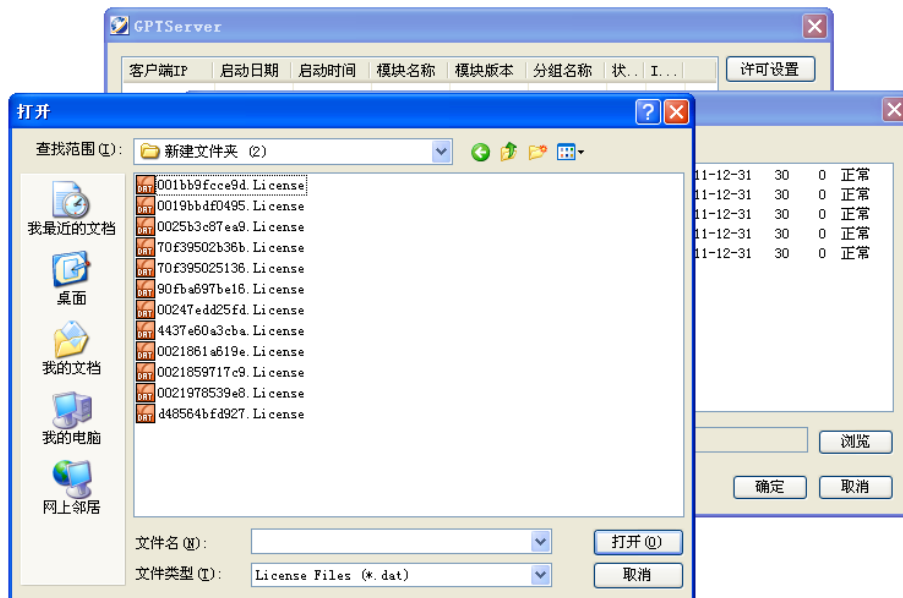 GPTServer
客户端IP 启动日期 启动时间 模块名称 模块版本 分组名称 状.. I... 许可设置
打开
查找范围(I): 新建文件夹 (2)
我最近的文档
桌面
我的文档
我的电脑
网上邻居
001bb9fcce9d.License
0019bbdf0495.License
0025b3c87ea9.License
70f39502b36b.License
70f395025136.License
90fba697be16.License
00247edd25fd.License
4437e60a3cba.License
0021861a619e.License
0021859717c9.License
0021978539e8.License
d48564bfd927.License
11-12-31 30 0 正常
11-12-31 30 0 正常
11-12-31 30 0 正常
11-12-31 30 0 正常
11-12-31 30 0 正常
浏览
确定 取消
文件名(N): 打开(O)
文件类型(T): License Files (*.dat) 取消